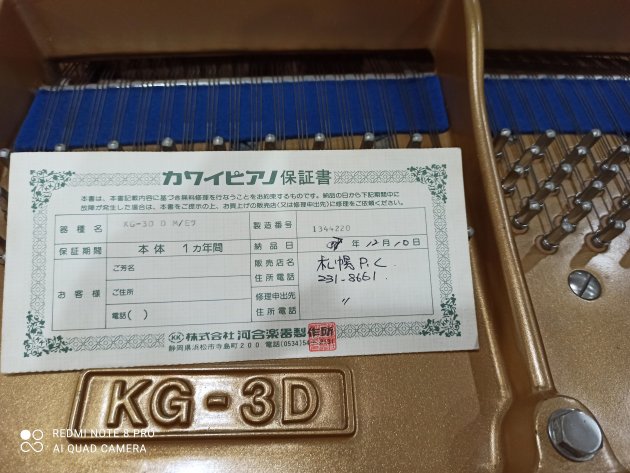 カワイピアノ保証書
本書は、本書記載内容に基づき無料修理を行なうことをお約束するものです。納品の日から下記期間中に
故障が発生した場合は、本書をご提示の上、お買上げの販売店(又は修理申出先)に修理をご依頼ください。
器種名 KG-3D D M/Eク 製造番号 1344220
保証期間 本体 1カ年間 納品日 年 12月10日
お客様 ご芳名 ご住所 電話( )
販売店名 住所電話 札幌P.C 231-8661.
修理申出先 住所電話 〃
株式会社 河合楽器製作所
静岡県浜松市寺島町200 電話(0534)
KG-3D
REDMI NOTE 8 PRO
AI QUAD CAMERA